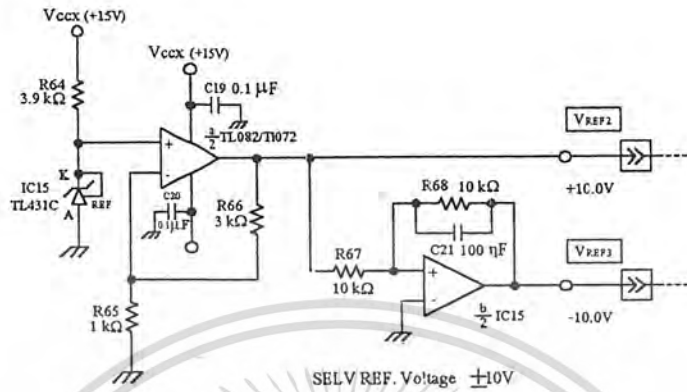 Vccx (+15V)
Vccx (+15V)
R64
3.9 kΩ
C19 0.1 µF
a/2 TL082/Tl072
+
-
K
IC15
TL431C
A
REF
C20
0.1µF
R66
3 kΩ
R65
1 kΩ
VREF2
+10.0V
R68 10 kΩ
C21 100 ηF
R67
10 kΩ
+
-
b/2 IC15
VREF3
-10.0V
SELV REF. Voltage ±10V